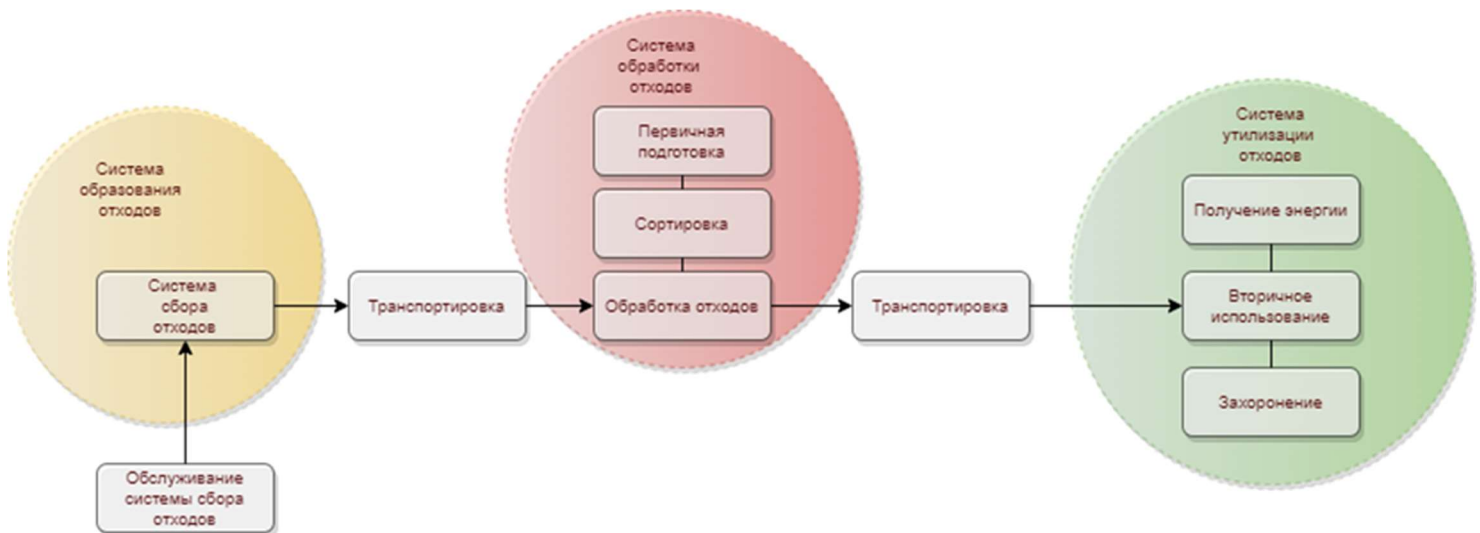 Система
образования
отходов
Система
сбора
отходов
Обслуживание
системы сбора
отходов
Транспортировка
Система
обработки
отходов
Первичная
подготовка
Сортировка
Обработка отходов
Транспортировка
Система
утилизации
отходов
Получение энергии
Вторичное
использование
Захоронение